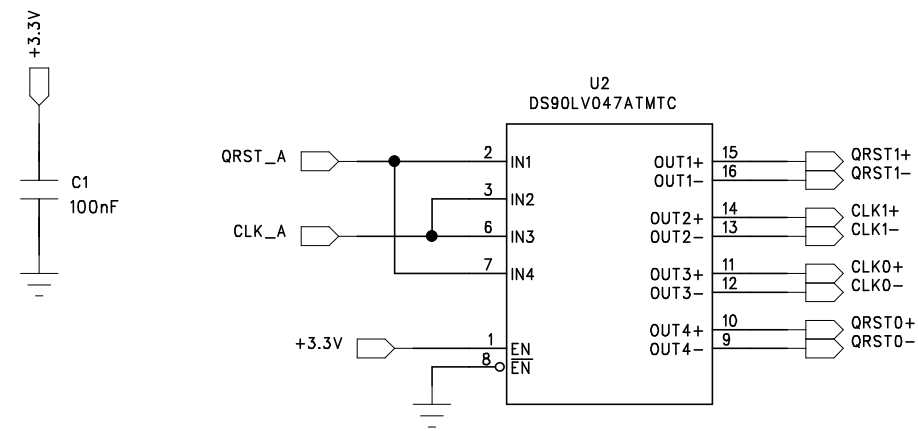 +3.3V
C1
100nF
U2
DS90LV047ATMTC
QRST_A
2
IN1
OUT1+
15
QRST1+
OUT1-
16
QRST1-
3
IN2
OUT2+
14
CLK1+
CLK_A
6
IN3
OUT2-
13
CLK1-
7
IN4
OUT3+
11
CLK0+
OUT3-
12
CLK0-
OUT4+
10
QRST0+
+3.3V
1
EN
OUT4-
9
QRST0-
8
EN